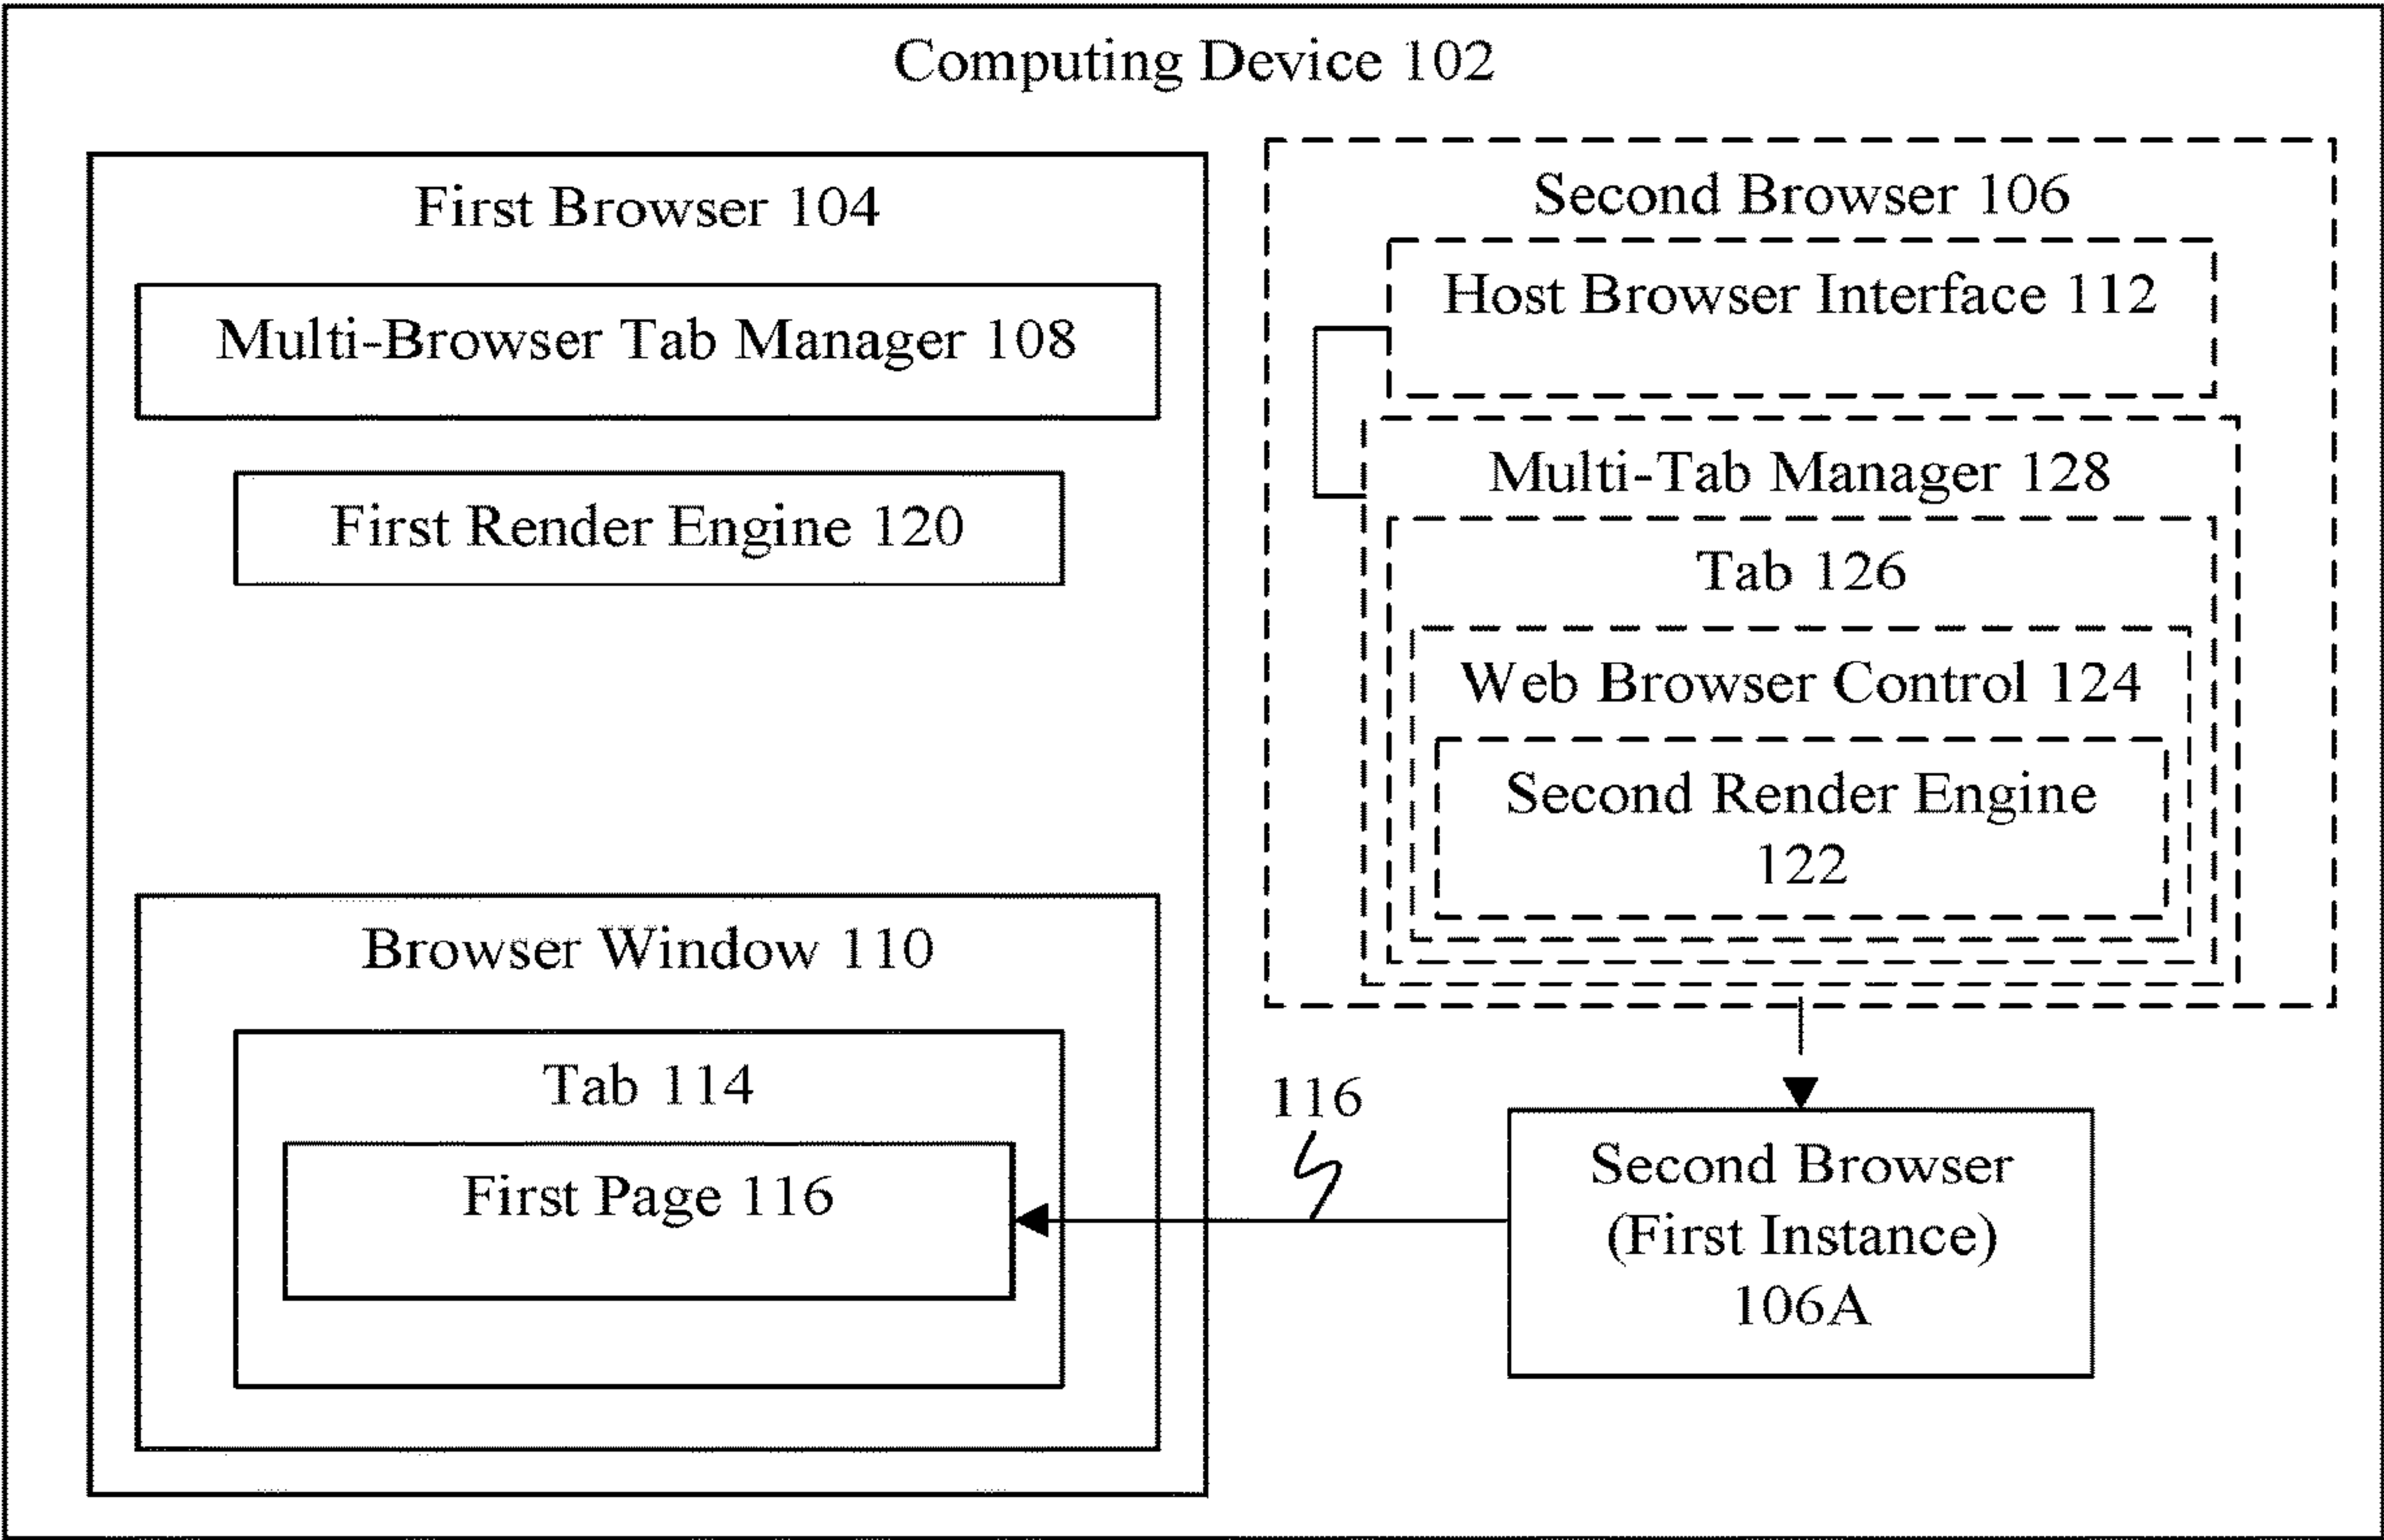 Computing Device 102
First Browser 104
Multi-Browser Tab Manager 108
First Render Engine 120
Browser Window 110
Tab 114
First Page 116
Second Browser 106
Host Browser Interface 112
Multi-Tab Manager 128
Tab 126
Web Browser Control 124
Second Render Engine
122
116
Second Browser
(First Instance)
106A